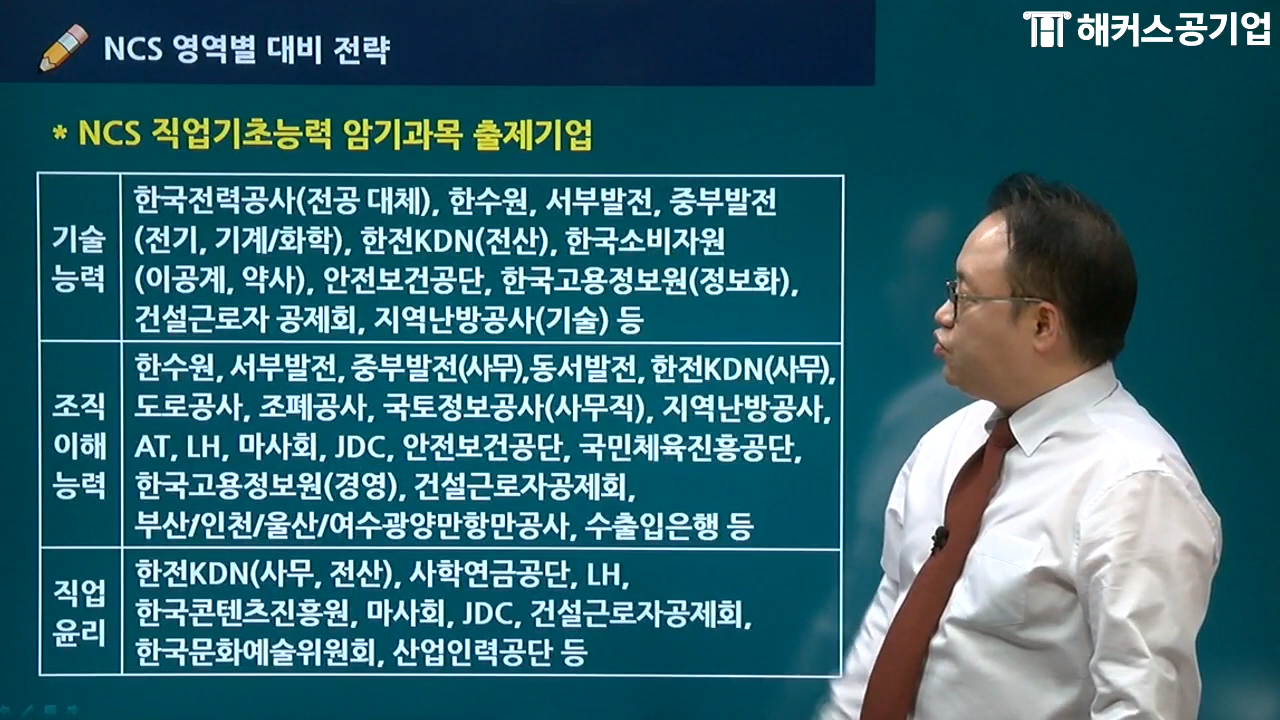 NCS 영역별 대비 전략
해커스공기업
* NCS 직업기초능력 암기과목 출제기업
기술
능력
한국전력공사(전공 대체), 한수원, 서부발전, 중부발전
(전기, 기계/화학), 한전KDN(전산), 한국소비자원
(이공계, 약사), 안전보건공단, 한국고용정보원(정보화),
건설근로자 공제회, 지역난방공사(기술) 등
조직
이해
능력
한수원, 서부발전, 중부발전(사무),동서발전, 한전KDN(사무),
도로공사, 조폐공사, 국토정보공사(사무직), 지역난방공사,
AT, LH, 마사회, JDC, 안전보건공단, 국민체육진흥공단,
한국고용정보원(경영), 건설근로자공제회,
부산/인천/울산/여수광양만항만공사, 수출입은행 등
직업
윤리
한전KDN(사무, 전산), 사학연금공단, LH,
한국콘텐츠진흥원, 마사회, JDC, 건설근로자공제회,
한국문화예술위원회, 산업인력공단 등